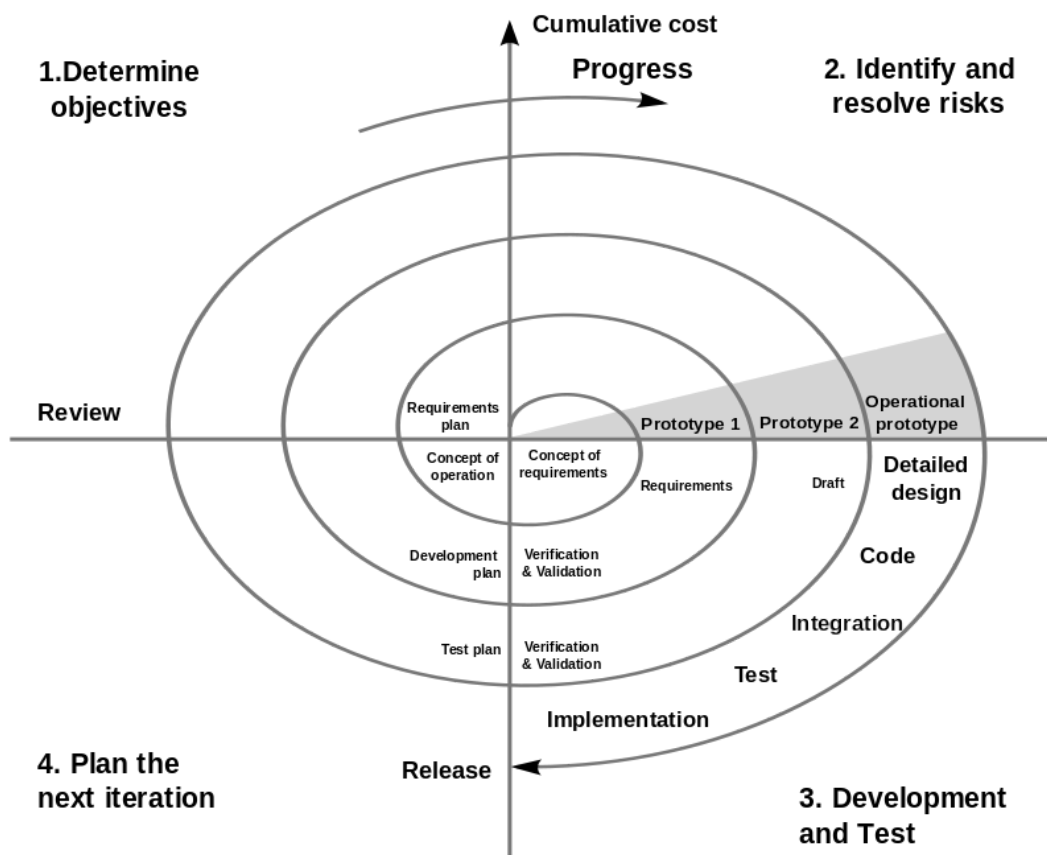 Cumulative cost
1.Determine
objectives
Progress
2. Identify and
resolve risks
Review
Requirements
plan
Prototype 1
Prototype 2
Operational
prototype
Concept of
operation
Concept of
requirements
Requirements
Draft
Detailed
design
Development
plan
Verification
& Validation
Code
Integration
Test plan
Verification
& Validation
Test
Implementation
Release
4. Plan the
next iteration
3. Development
and Test